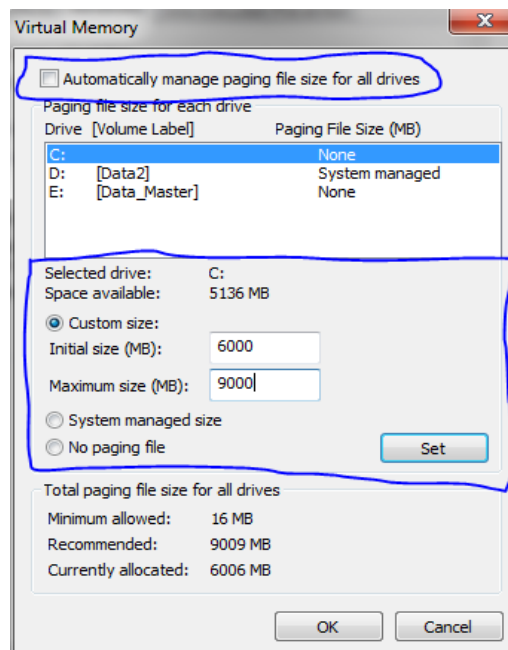 Virtual Memory
Automatically manage paging file size for all drives
Paging file size for each drive
Drive [Volume Label] Paging File Size (MB)
C: None
D: [Data2] System managed
E: [Data_Master] None
Selected drive: C:
Space available: 5136 MB
Custom size:
Initial size (MB): 6000
Maximum size (MB): 9000
System managed size
No paging file
Set
Total paging file size for all drives
Minimum allowed: 16 MB
Recommended: 9009 MB
Currently allocated: 6006 MB
OK Cancel